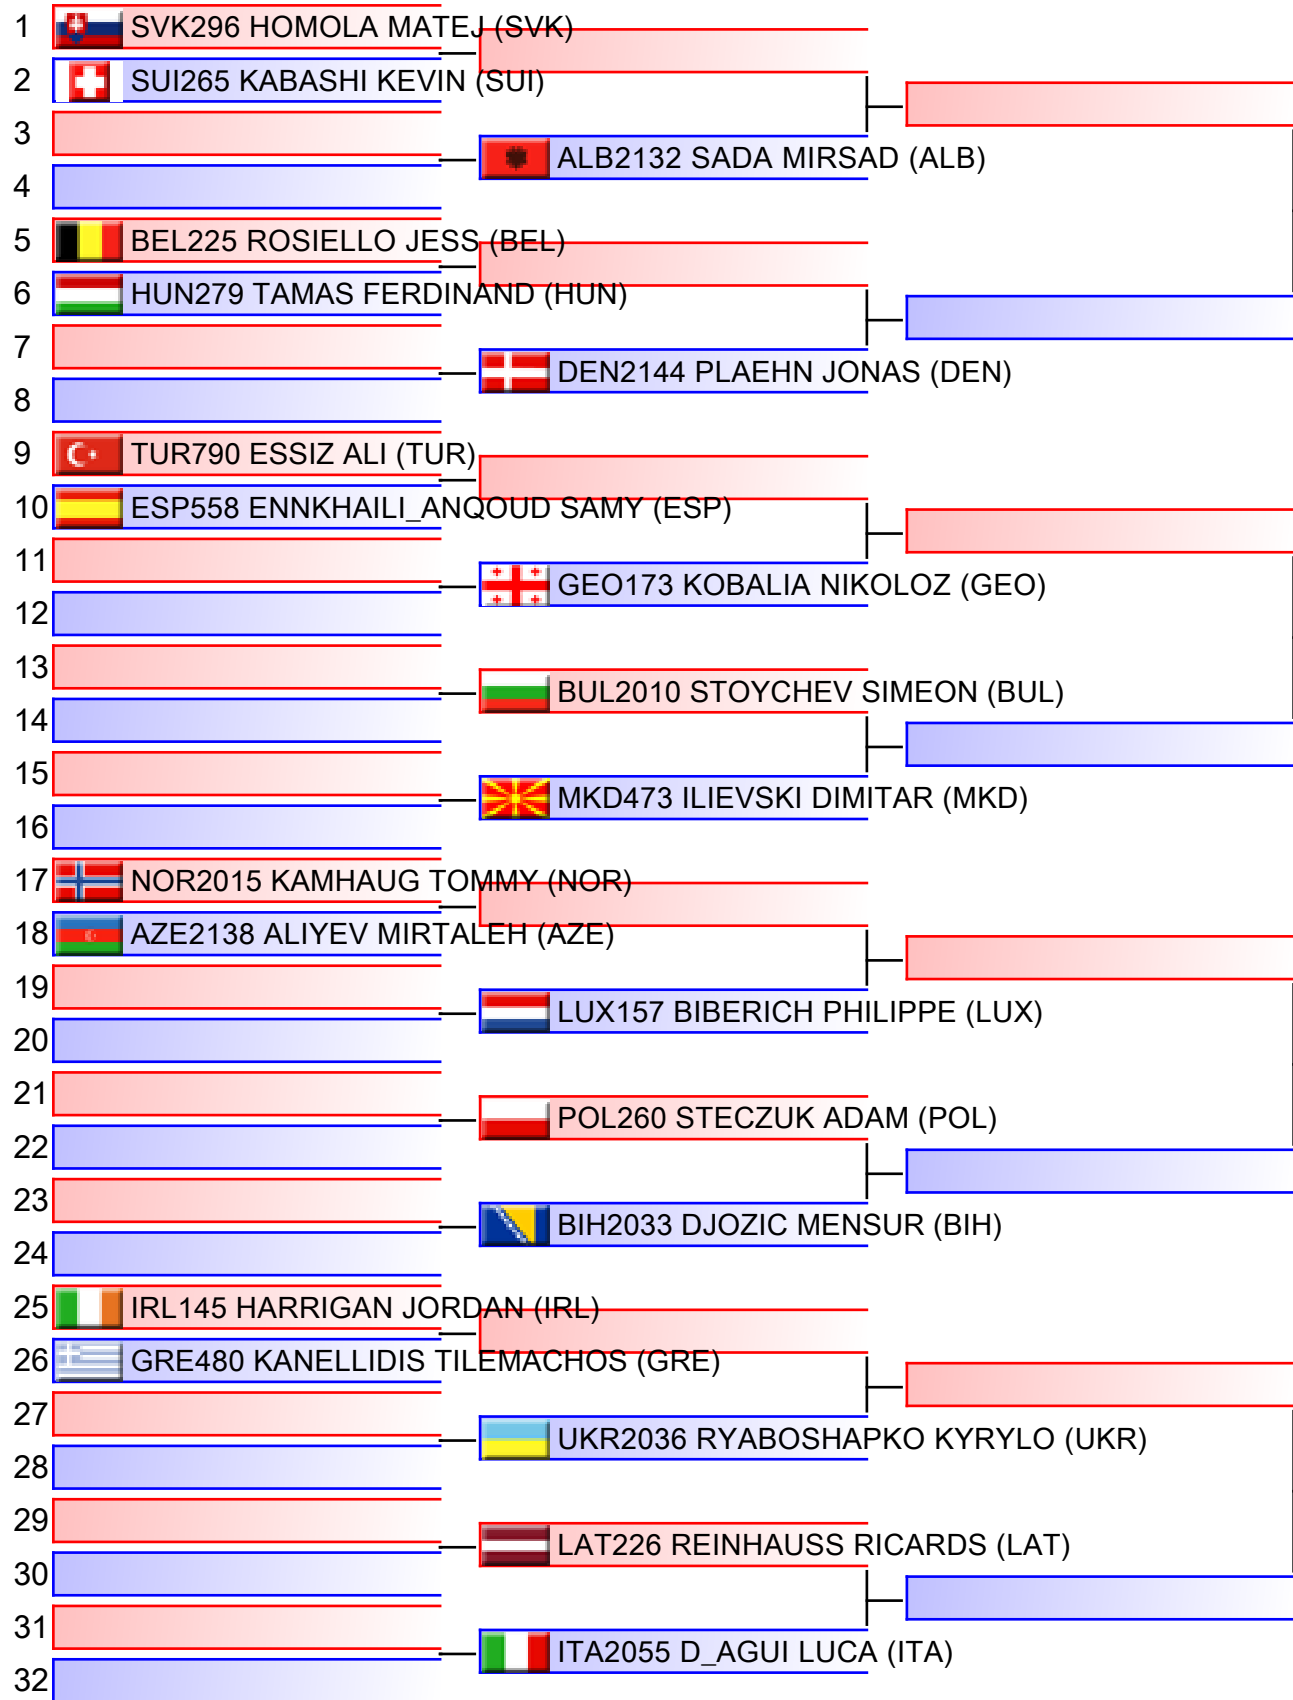 1 SVK296 HOMOLA MATEJ (SVK)
2 SUI265 KABASHI KEVIN (SUI)
3
ALB2132 SADA MIRSAD (ALB)
4
5 BEL225 ROSIELLO JESS (BEL)
6 HUN279 TAMAS FERDINAND (HUN)
7
DEN2144 PLAEHN JONAS (DEN)
8
9 TUR790 ESSIZ ALI (TUR)
10 ESP558 ENNKHAILI_ANQOUD SAMY (ESP)
11
GEO173 KOBALIA NIKOLOZ (GEO)
12
13
BUL2010 STOYCHEV SIMEON (BUL)
14
15
MKD473 ILIEVSKI DIMITAR (MKD)
16
17 NOR2015 KAMHAUG TOMMY (NOR)
18 AZE2138 ALIYEV MIRTALEH (AZE)
19
LUX157 BIBERICH PHILIPPE (LUX)
20
21
POL260 STECZUK ADAM (POL)
22
23
BIH2033 DJOZIC MENSUR (BIH)
24
25 IRL145 HARRIGAN JORDAN (IRL)
26 GRE480 KANELLIDIS TILEMACHOS (GRE)
27
UKR2036 RYABOSHAPKO KYRYLO (UKR)
28
29
LAT226 REINHAUSS RICARDS (LAT)
30
31
ITA2055 D_AGUI LUCA (ITA)
32